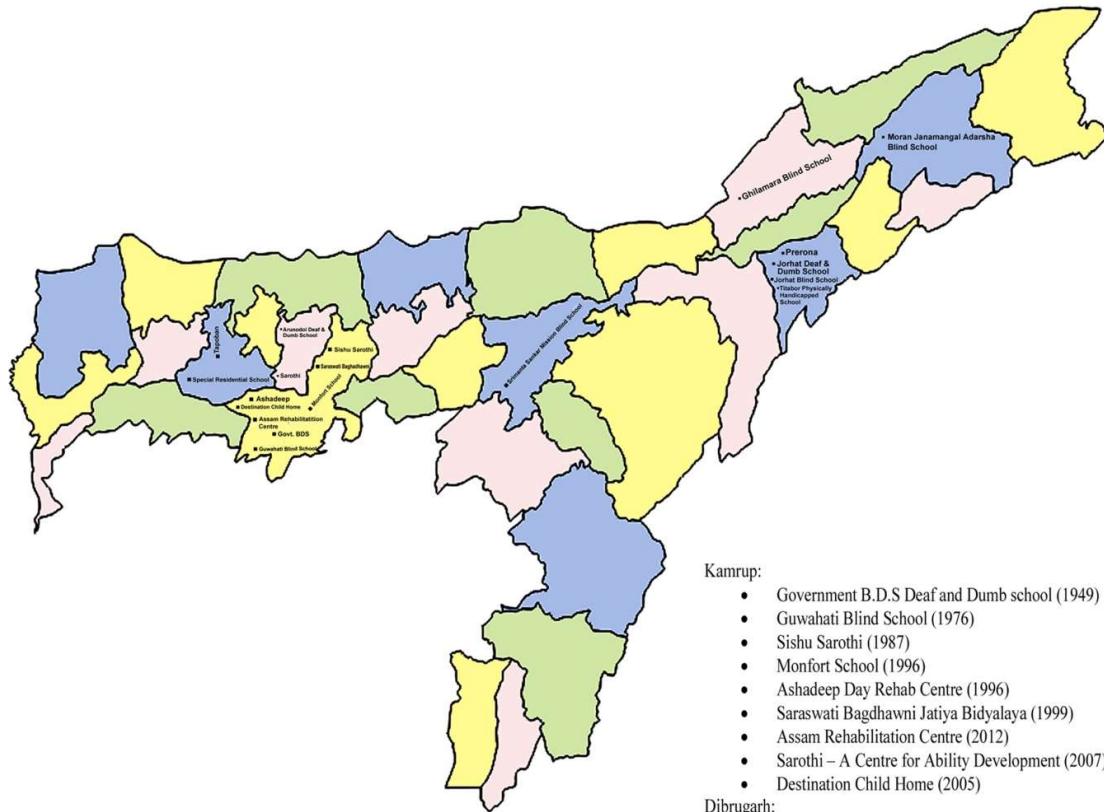 Moran Janamangal Adarsha
Blind School
Ghilamara Blind School
Prerona
Jorhat Deaf &
Dumb School
Jorhat Blind School
Titabor Physically
Handicapped
School
Srimanta Sankar Misison Blind School
Arunodoi Deaf &
Dumb School
Tapoban
Sishu Sarothi
Saraswati Baghadhawni
Special Residential School
Sarothi
Monfort School
Ashadeep
Destination Child Home
Assam Rehabilitatition
Centre
Govt. BDS
Guwahati Blind School
Kamrup:
• Government B.D.S Deaf and Dumb school (1949)
• Guwahati Blind School (1976)
• Sishu Sarothi (1987)
• Monfort School (1996)
• Ashadeep Day Rehab Centre (1996)
• Saraswati Bagdhawni Jatiya Bidyalaya (1999)
• Assam Rehabilitation Centre (2012)
• Sarothi – A Centre for Ability Development (2007)
• Destination Child Home (2005)
Dibrugarh: